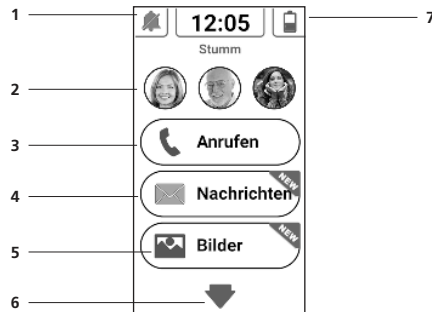 1
12:05
7
Stumm
2
3
Anrufen
4
Nachrichten
NEW
5
Bilder
NEW
6